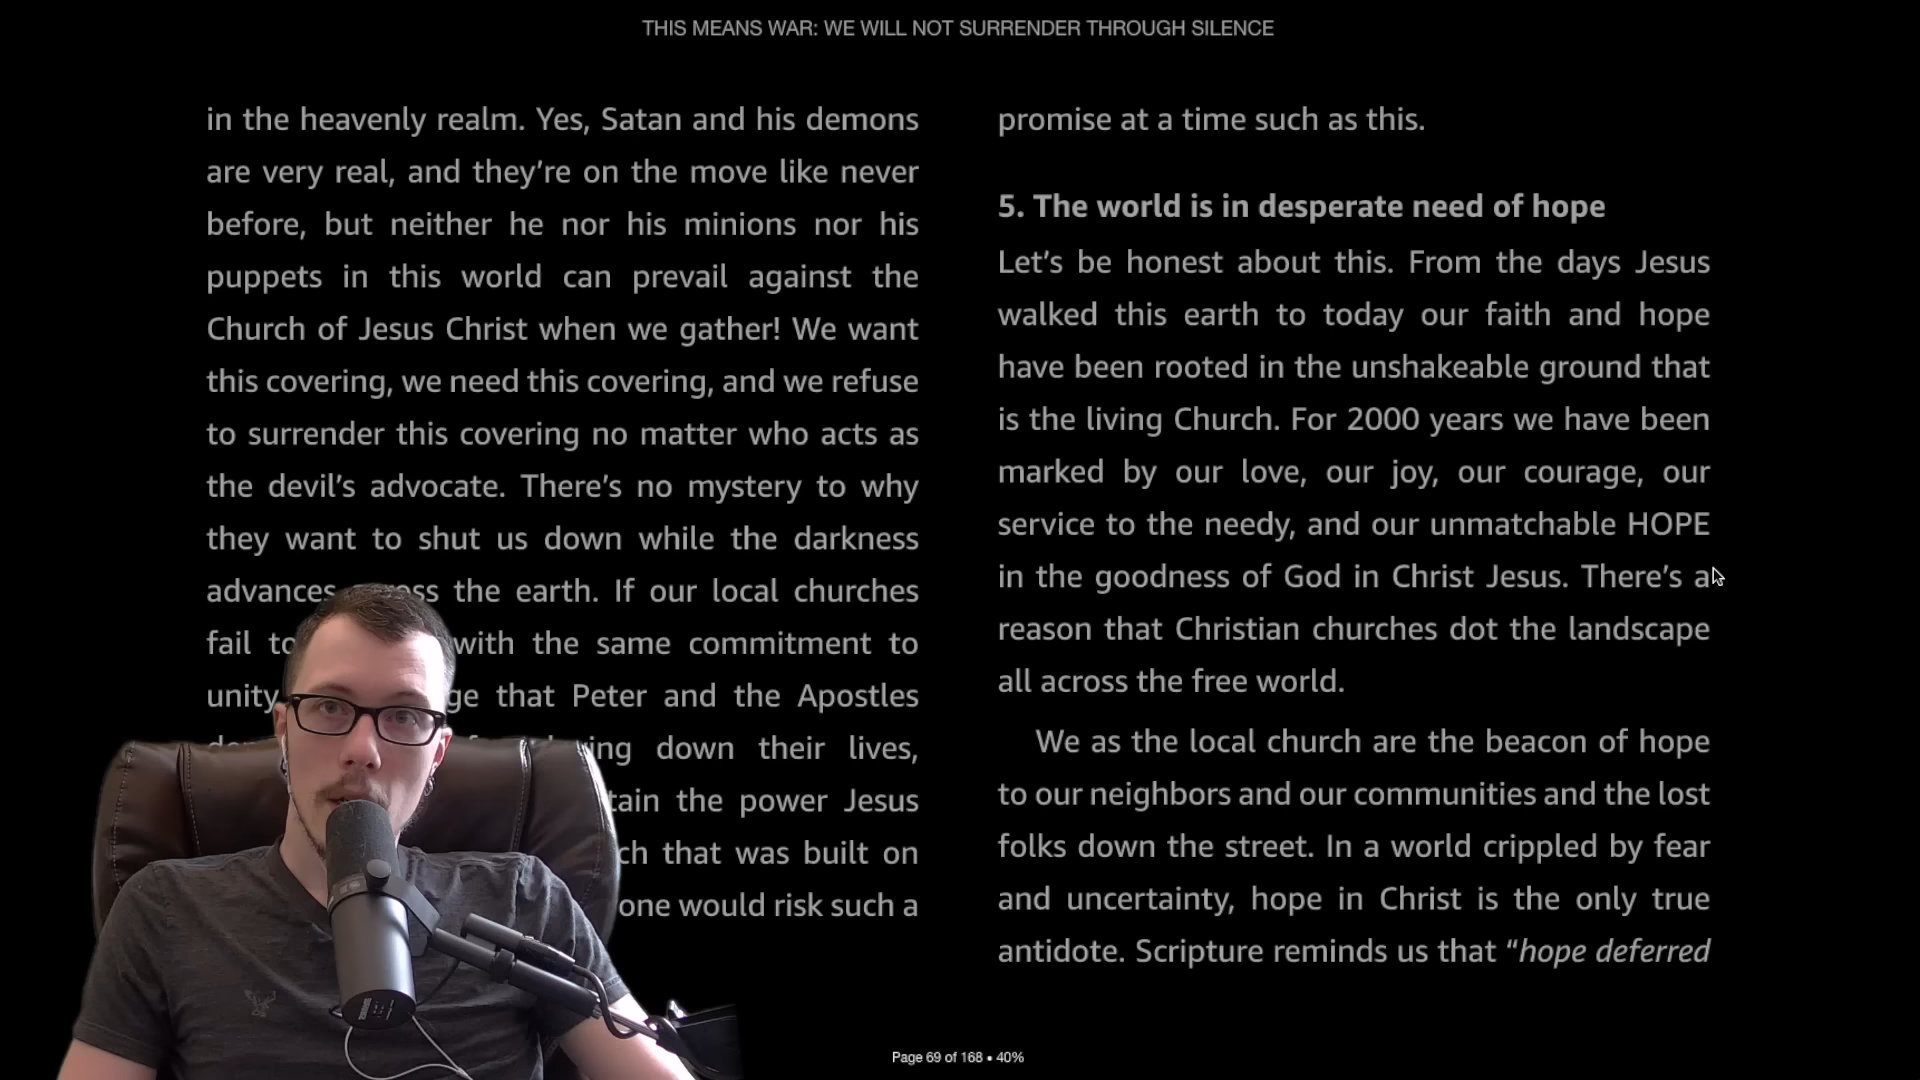 THIS MEANS WAR: WE WILL NOT SURRENDER THROUGH SILENCE
in the heavenly realm. Yes, Satan and his demons
are very real, and they’re on the move like never
before, but neither he nor his minions nor his
puppets in this world can prevail against the
Church of Jesus Christ when we gather! We want
this covering, we need this covering, and we refuse
to surrender this covering no matter who acts as
the devil’s advocate. There’s no mystery to why
they want to shut us down while the darkness
advances across the earth. If our local churches
fail to with the same commitment to
unity that Peter and the Apostles
down their lives,
the power Jesus
that was built on
one would risk such a
promise at a time such as this.
5. The world is in desperate need of hope
Let’s be honest about this. From the days Jesus
walked this earth to today our faith and hope
have been rooted in the unshakeable ground that
is the living Church. For 2000 years we have been
marked by our love, our joy, our courage, our
service to the needy, and our unmatchable HOPE
in the goodness of God in Christ Jesus. There’s a
reason that Christian churches dot the landscape
all across the free world.
We as the local church are the beacon of hope
to our neighbors and our communities and the lost
folks down the street. In a world crippled by fear
and uncertainty, hope in Christ is the only true
antidote. Scripture reminds us that “hope deferred
Page 69 of 168 • 40%